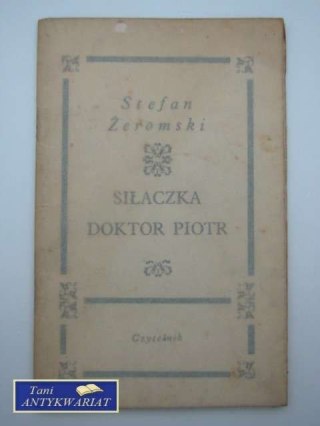 Stefan
Żeromski
SIŁACZKA
DOKTOR PIOTR
Czytelnik
Tani
ANTYKWARIAT